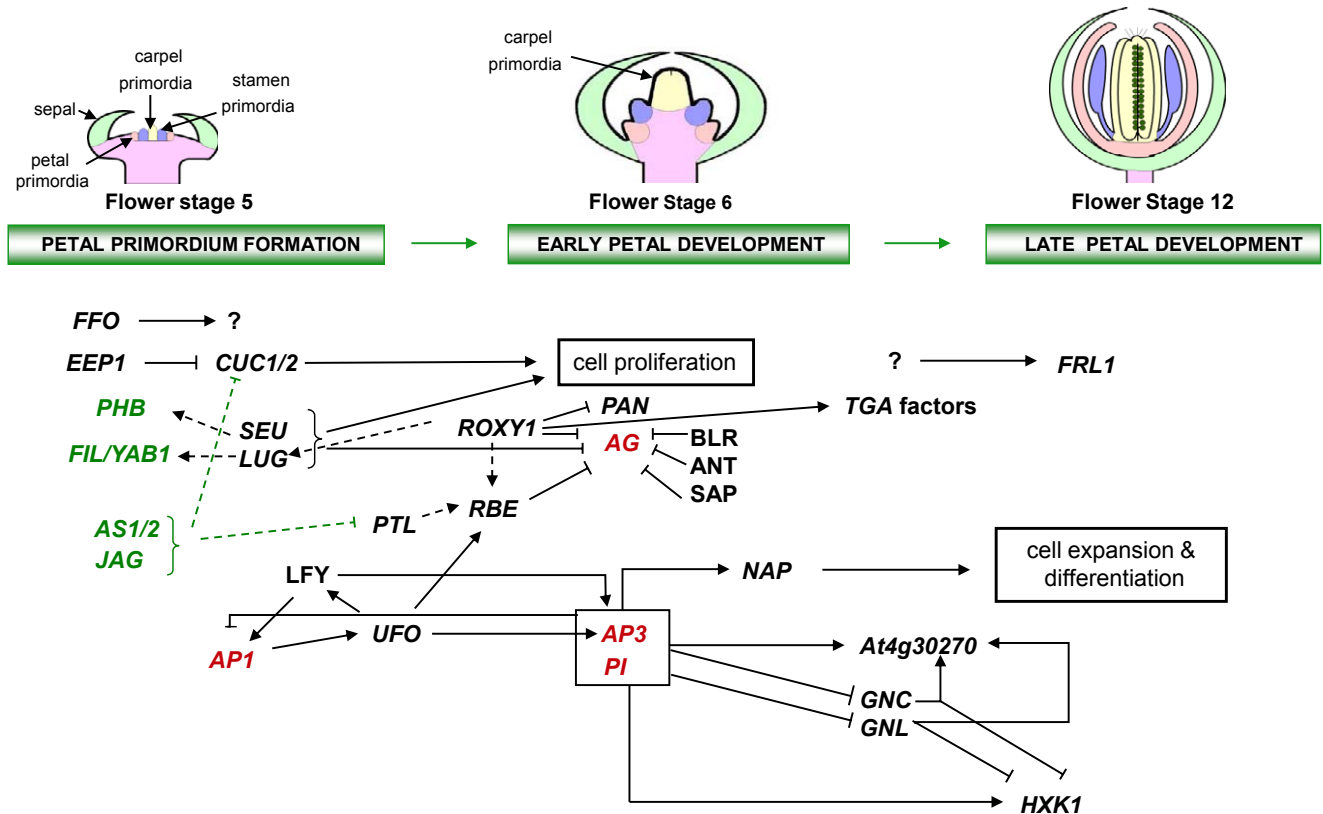 carpel
primordia
stamen
primordia
sepal
petal
primordia
carpel
primordia
Flower stage 5
Flower Stage 6
Flower Stage 12
PETAL PRIMORDIUM FORMATION
EARLY PETAL DEVELOPMENT
LATE PETAL DEVELOPMENT
FFO
?
EEP1
CUC1/2
cell proliferation
?
FRL1
PHB
SEU
ROXY1
PAN
TGA factors
FIL/YAB1
LUG
AG
BLR
ANT
SAP
AS1/2
JAG
PTL
RBE
LFY
NAP
cell expansion &
differentiation
AP1
UFO
AP3
PI
At4g30270
GNC
GNL
HXK1